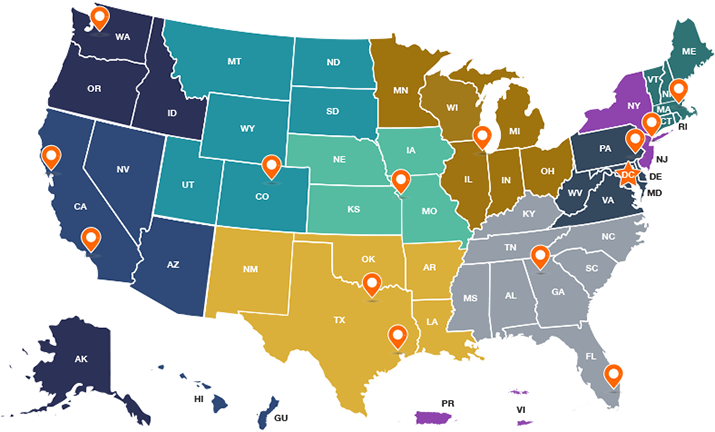 WA
ME
MT
ND
VT
NH
OR
MN
ID
SD
WI
NY
MA
CT
RI
WY
MI
PA
NJ
IA
NE
NV
OH
DC
DE
IL
IN
MD
UT
CO
WV
VA
CA
KS
MO
KY
NC
TN
OK
AZ
NM
AR
SC
MS
AL
GA
TX
LA
FL
AK
HI
GU
PR
VI